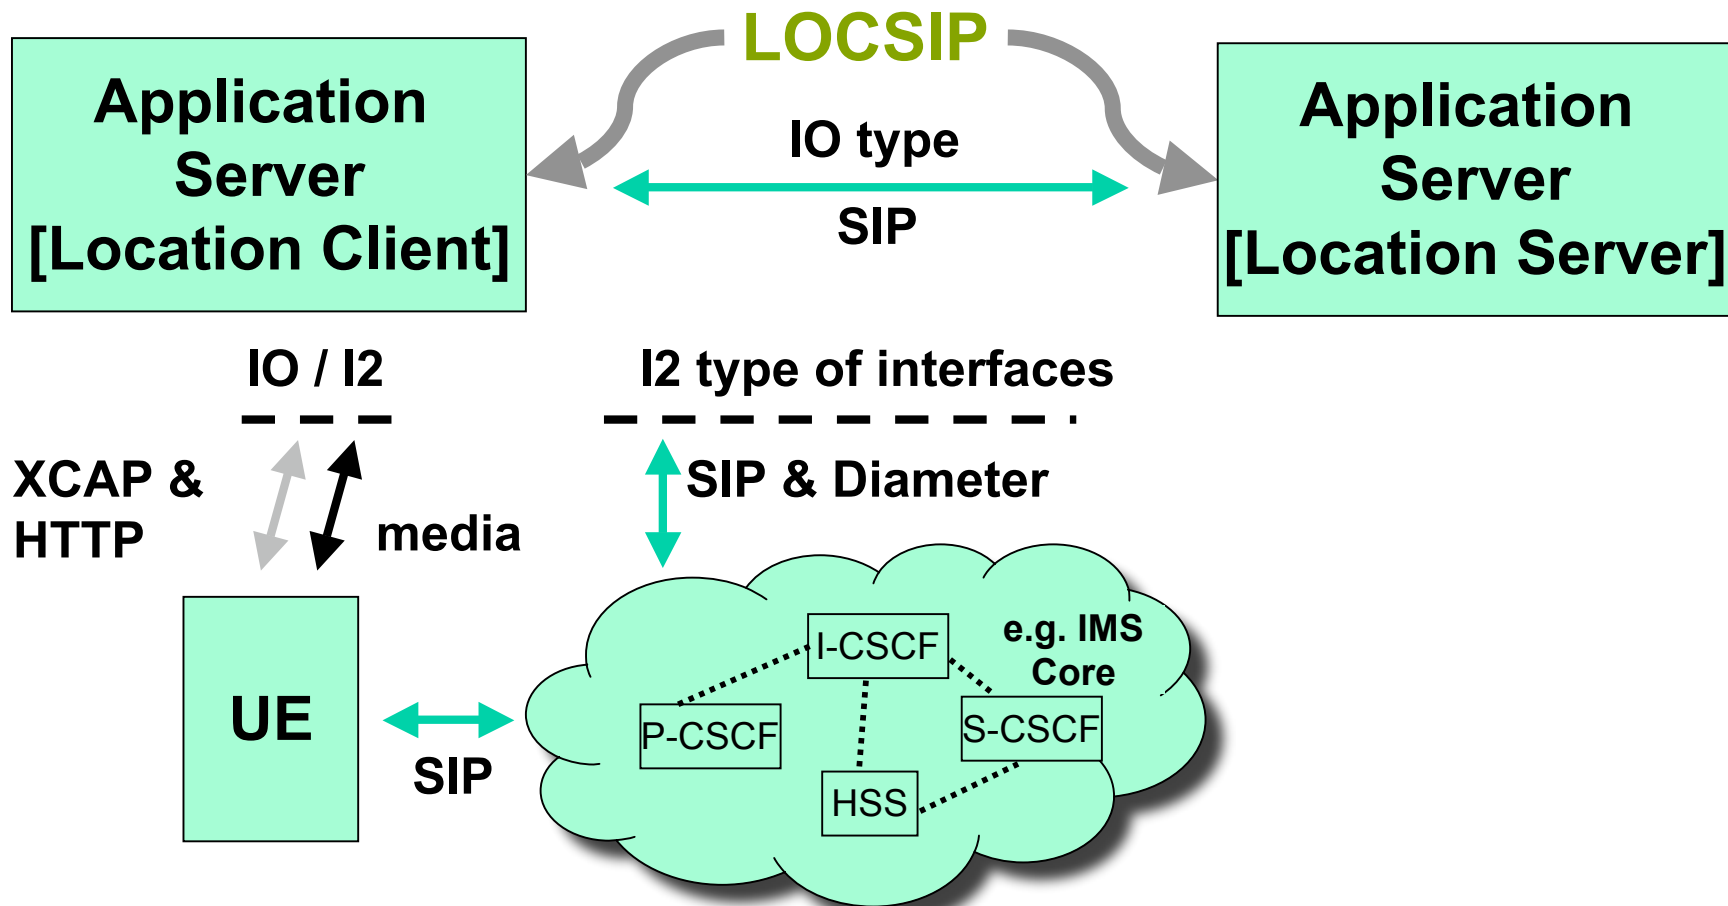 LOCSIP
Application
Server
[Location Client]
IO type
SIP
Application
Server
[Location Server]
IO / I2
I2 type of interfaces
XCAP &
HTTP
media
SIP & Diameter
UE
SIP
I-CSCF
e.g. IMS
Core
P-CSCF
S-CSCF
HSS